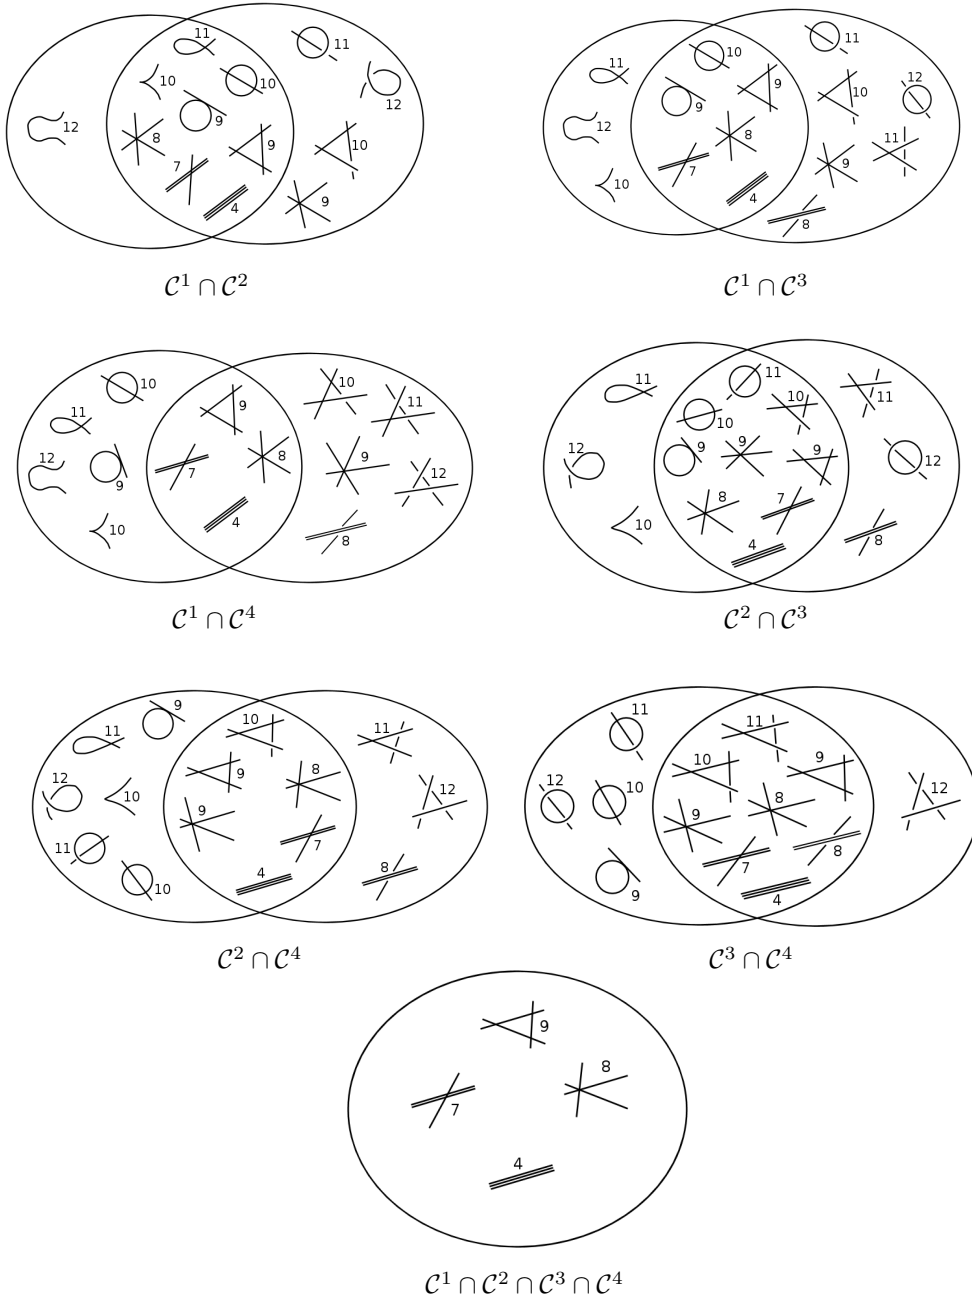 11 11
10 10
12
12
9
8 9 10
7
4 9
11
10
11 12
9 10
12 9
8 11
7 9
10 4
8
𝒞¹ ∩ 𝒞²
𝒞¹ ∩ 𝒞³
10 10
9 11
11
12 8
9 7 9 12
10 4
8
𝒞¹ ∩ 𝒞⁴
11
11 10 11
10
12 9 9 9 12
8 7
10
8
4
𝒞² ∩ 𝒞³
9
11 10 11
12 8
10 9 12
9
11 7
10 4 8
𝒞² ∩ 𝒞⁴
11 11
10 9
12 10 8 12
9
8
7
9 4
𝒞³ ∩ 𝒞⁴
9
8
7
4
𝒞¹ ∩ 𝒞² ∩ 𝒞³ ∩ 𝒞⁴